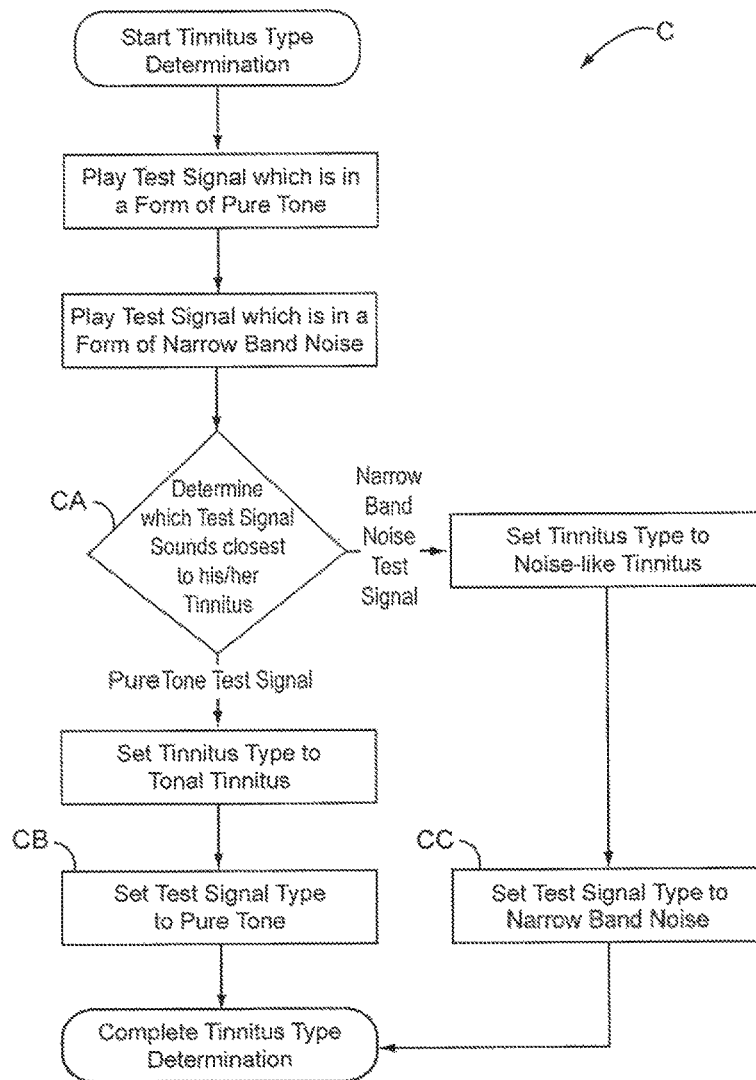 Start Tinnitus Type
Determination
C
Play Test Signal which is in
a Form of Pure Tone
Play Test Signal which is in a
Form of Narrow Band Noise
CA
Determine
which Test Signal
Sounds closest
to his/her
Tinnitus
Narrow
Band
Noise
Test
Signal
Set Tinnitus Type to
Noise-like Tinnitus
Pure Tone Test Signal
Set Tinnitus Type to
Tonal Tinnitus
CB
Set Test Signal Type
to Pure Tone
CC
Set Test Signal Type to
Narrow Band Noise
Complete Tinnitus Type
Determination